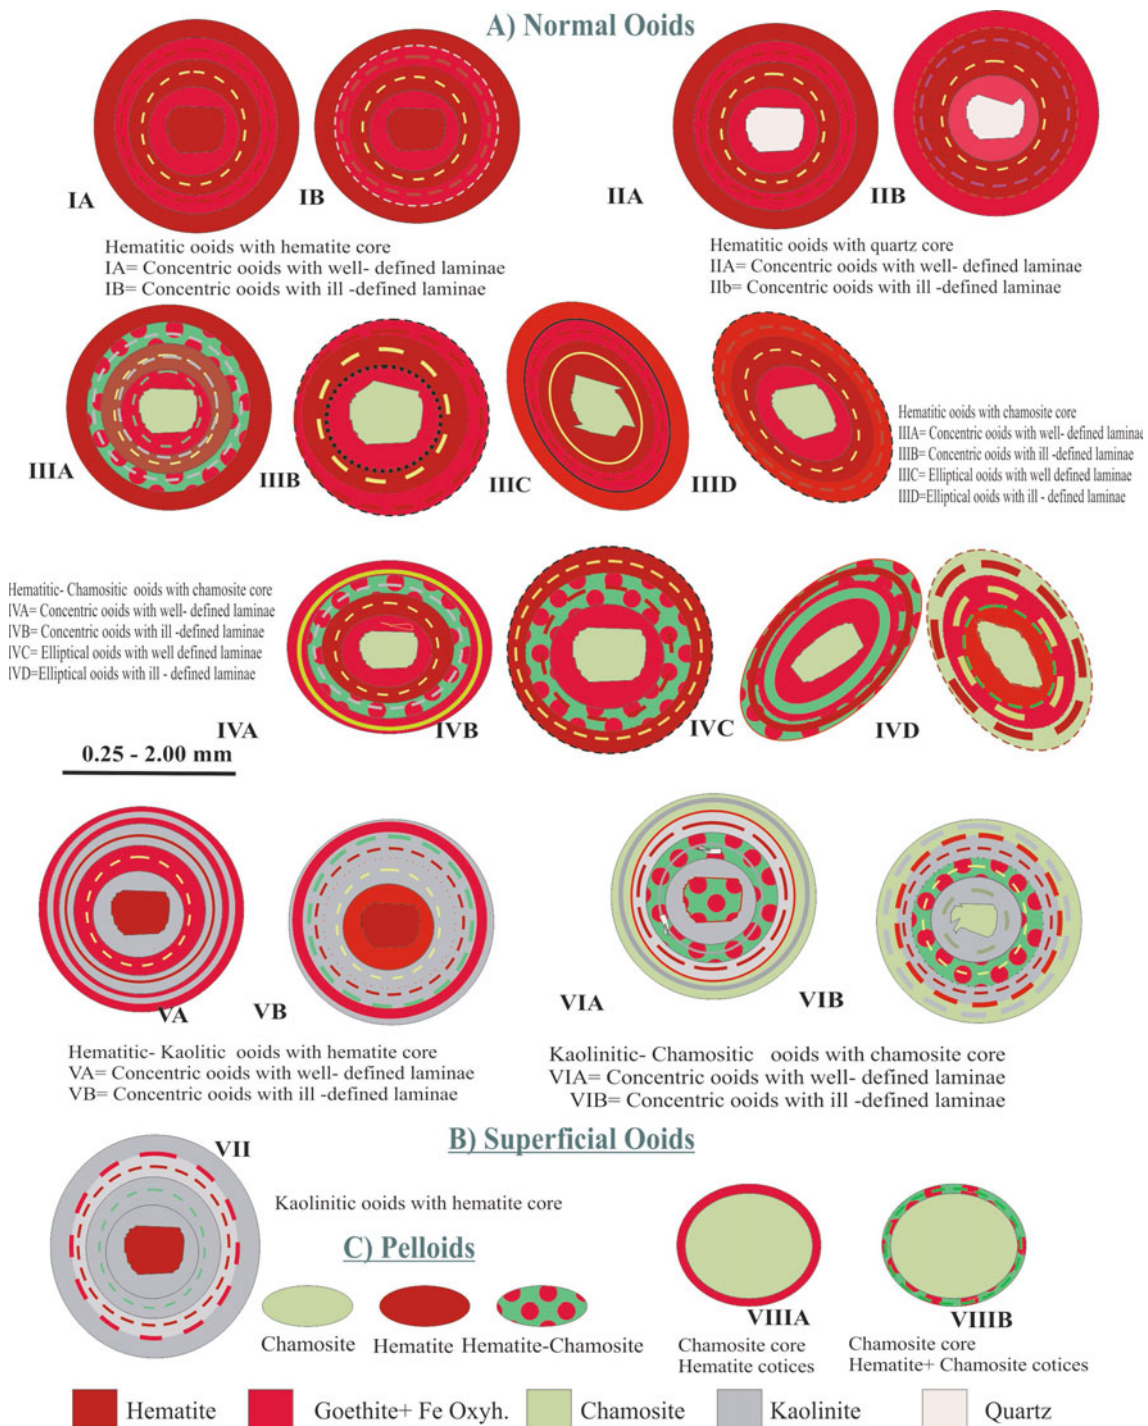 A) Normal Ooids
IA
IB
IIA
IIB
Hematitic ooids with hematite core
IA= Concentric ooids with well- defined laminae
IB= Concentric ooids with ill -defined laminae
Hematitic ooids with quartz core
IIA= Concentric ooids with well- defined laminae
IIb= Concentric ooids with ill -defined laminae
IIIA
IIIB
IIIC
IIID
Hematitic ooids with chamosite core
IIIA= Concentric ooids with well- defined laminae
IIIB= Concentric ooids with ill -defined laminae
IIIC= Elliptical ooids with well defined laminae
IIID=Elliptical ooids with ill - defined laminae
Hematitic- Chamositic ooids with chamosite core
IVA= Concentric ooids with well- defined laminae
IVB= Concentric ooids with ill -defined laminae
IVC= Elliptical ooids with well defined laminae
IVD=Elliptical ooids with ill - defined laminae
IVA
IVB
IVC
IVD
0.25 - 2.00 mm
VA
VB
VIA
VIB
Hematitic- Kaolitic ooids with hematite core
VA= Concentric ooids with well- defined laminae
VB= Concentric ooids with ill -defined laminae
Kaolinitic- Chamositic ooids with chamosite core
VIA= Concentric ooids with well- defined laminae
VIB= Concentric ooids with ill -defined laminae
B) Superficial Ooids
VII
Kaolinitic ooids with hematite core
C) Pelloids
Chamosite
Hematite
Hematite-Chamosite
VIIIA
Chamosite core
Hematite cotices
VIIIB
Chamosite core
Hematite+ Chamosite cotices
Hematite
Goethite+ Fe Oxyh.
Chamosite
Kaolinite
Quartz